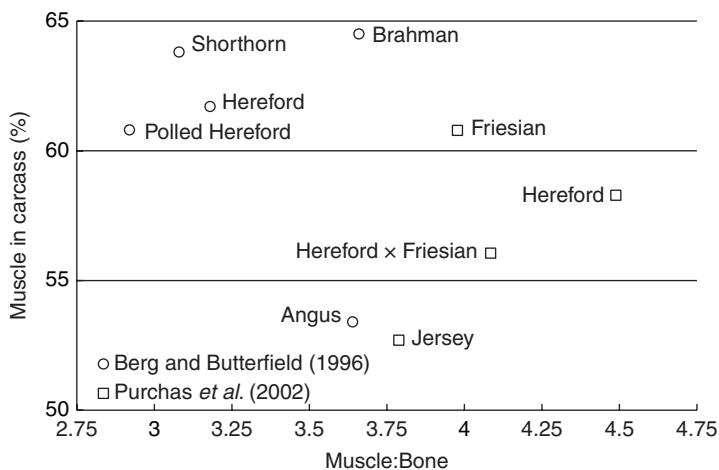 65
Shorthorn
Brahman
Hereford
Polled Hereford
Friesian
60
Hereford
Hereford × Friesian
55
Angus
Jersey
Berg and Butterfield (1996)
Purchas et al. (2002)
50
2.75 3 3.25 3.5 3.75 4 4.25 4.5 4.75
Muscle:Bone
Muscle in carcass (%)